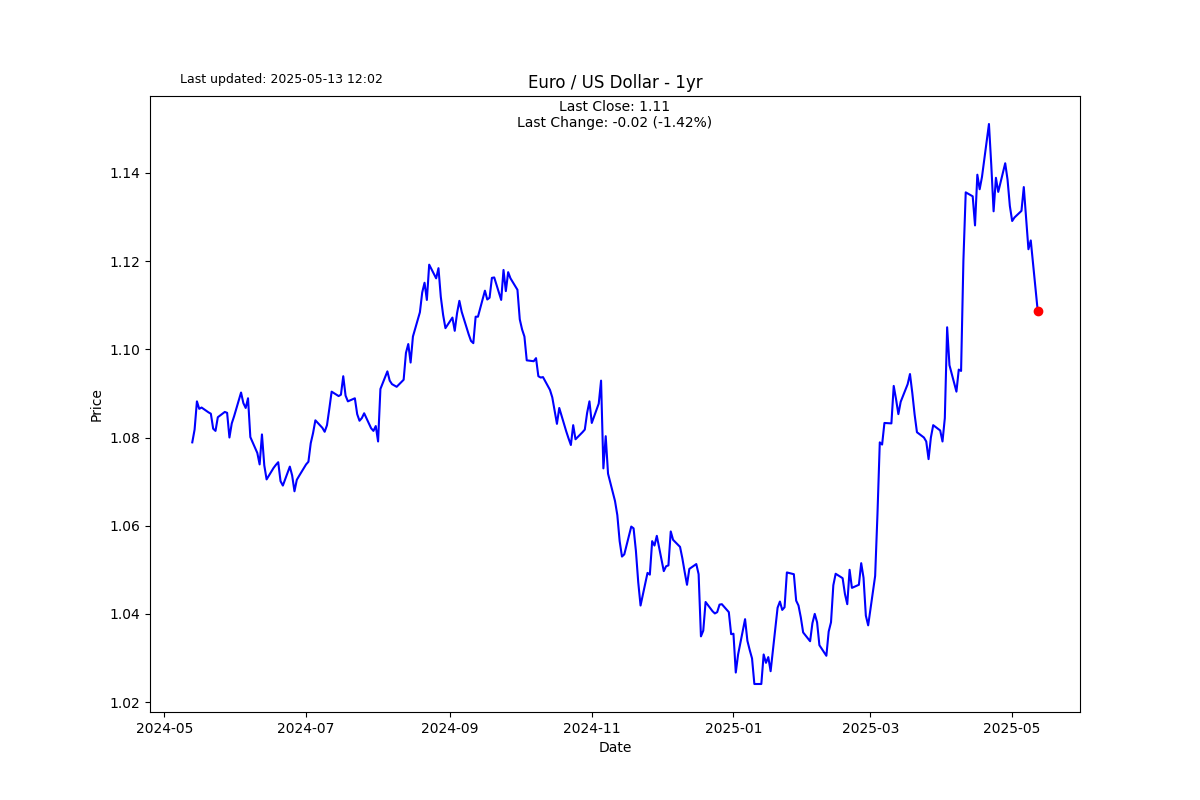 Last updated: 2025-05-13 12:02
Euro / US Dollar - 1yr
Last Close: 1.11
Last Change: -0.02 (-1.42%)
1.14
1.12
1.10
1.08
1.06
1.04
1.02
Price
2024-05
2024-07
2024-09
2024-11
2025-01
2025-03
2025-05
Date